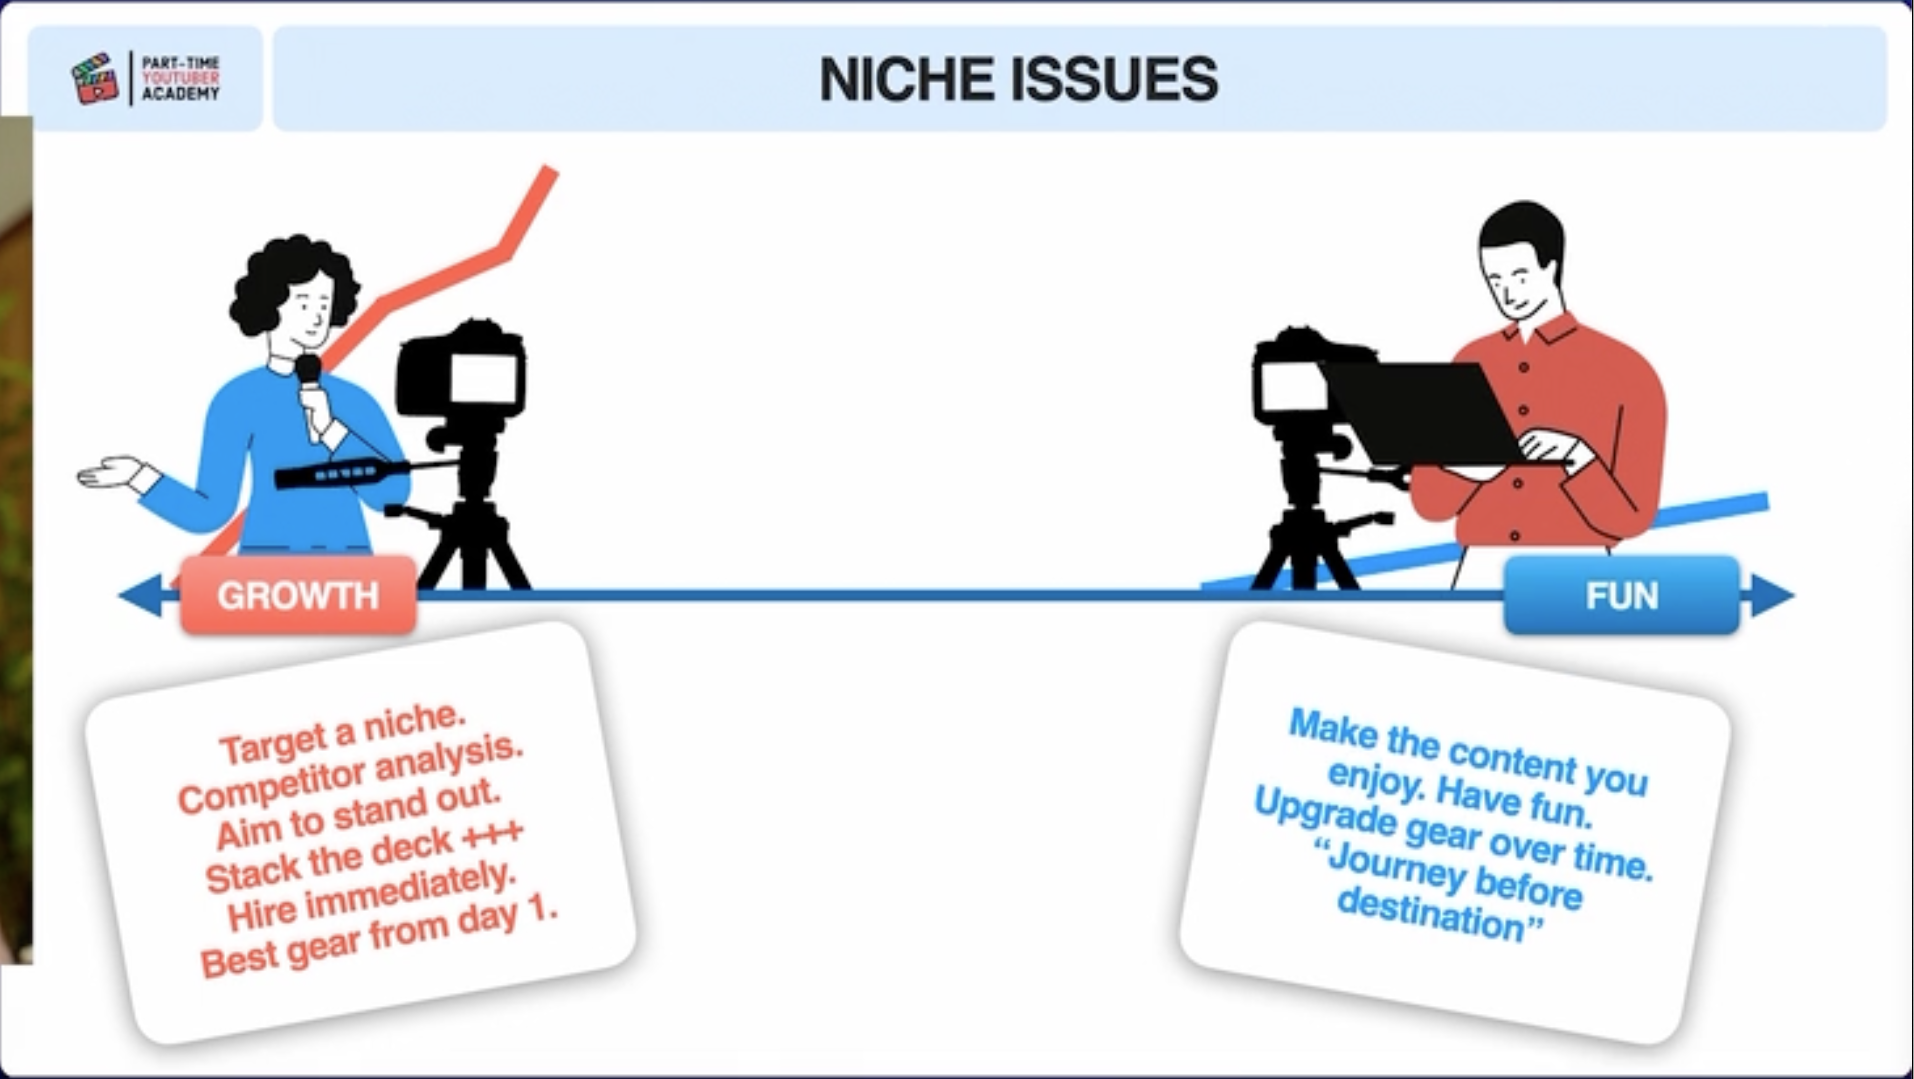 PART-TIME
YOUTUBER
ACADEMY
NICHE ISSUES
GROWTH
FUN
Target a niche.
Competitor analysis.
Aim to stand out.
Stack the deck +++
Hire immediately.
Best gear from day 1.
Make the content you
enjoy. Have fun.
Upgrade gear over time.
“Journey before
destination”